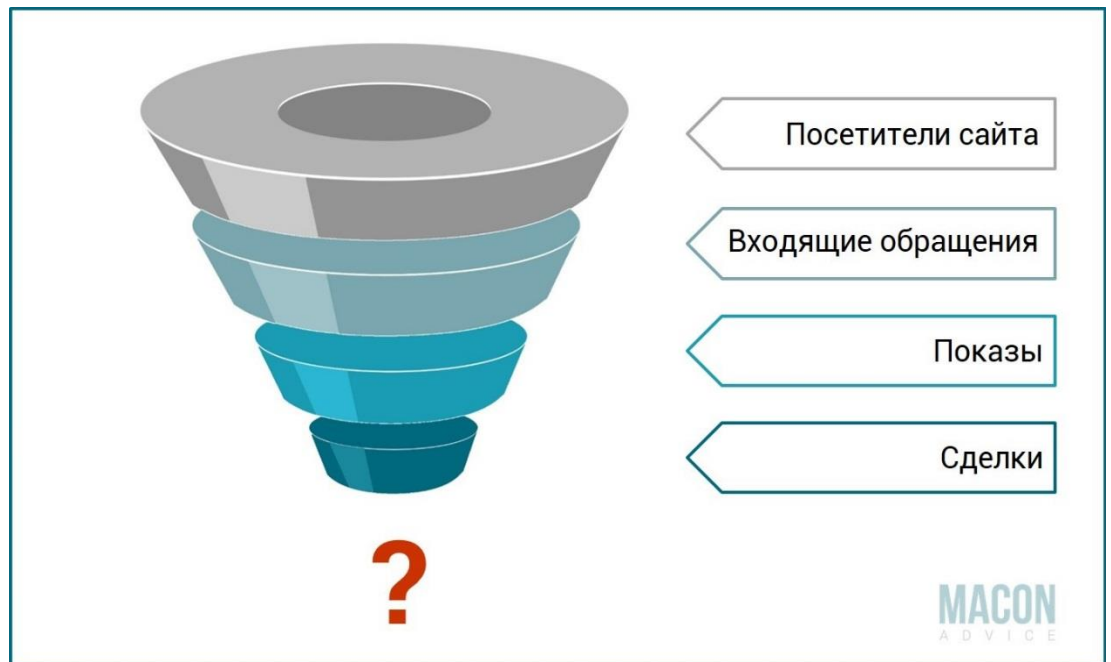 Посетители сайта
Входящие обращения
Показы
Сделки
?
MACON
ADVICE